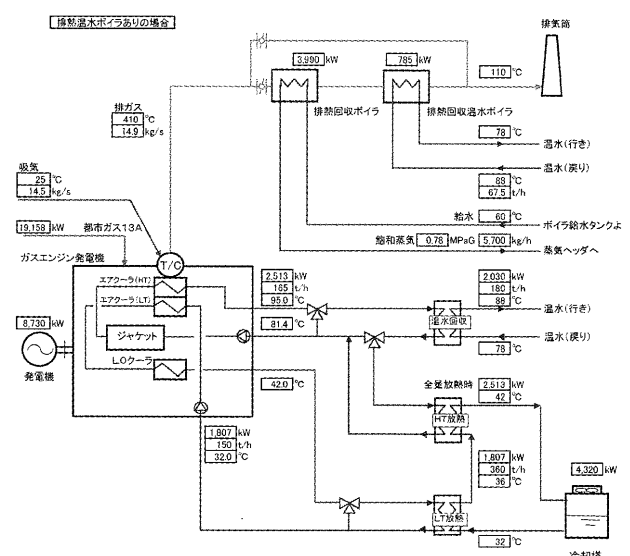 排熱温水ボイラありの場合
排気筒
3,990 kW
785 kW
110 ℃
排熱回収ボイラ
排熱回収温水ボイラ
排ガス
410 ℃
14.9 kg/s
78 ℃
温水(行き)
温水(戻り)
88 ℃
67.5 t/h
吸気
25 ℃
14.5 kg/s
給水 60 ℃
ボイラ給水タンクよ
飽和蒸気 0.78 MPaG 5,700 kg/h
蒸気ヘッダへ
19,158 kW 都市ガス13A
ガスエンジン発電機
T/C
エアクーラ(HT)
エアクーラ(LT)
ジャケット
LOクーラ
8,730 kW
発電機
2,513 kW
165 t/h
95.0 ℃
81.4 ℃
42.0 ℃
2,030 kW
180 t/h
88 ℃
温水(行き)
温水回収
温水(戻り)
78 ℃
全量放熱時
2,513 kW
42 ℃
HT放熱
1,807 kW
150 t/h
32.0 ℃
1,807 kW
360 t/h
36 ℃
4,320 kW
LT放熱
32 ℃
冷却塔